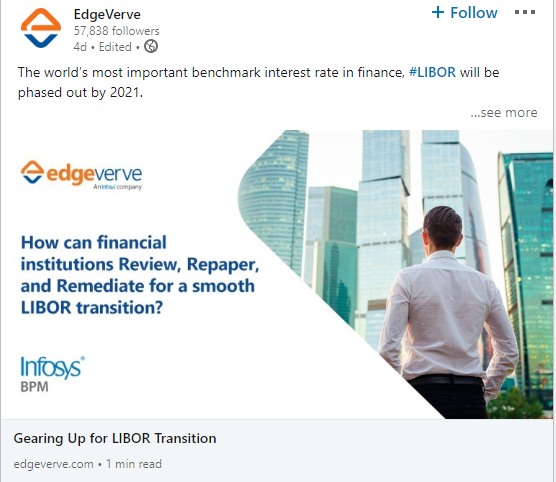 EdgeVerve
+ Follow
57,838 followers
4d • Edited •
The world's most important benchmark interest rate in finance, #LIBOR will be
phased out by 2021.
...see more
edgeverve
An Infosys company
How can financial
institutions Review, Repaper,
and Remediate for a smooth
LIBOR transition?
Infosys®
BPM
Gearing Up for LIBOR Transition
edgeverve.com • 1 min read